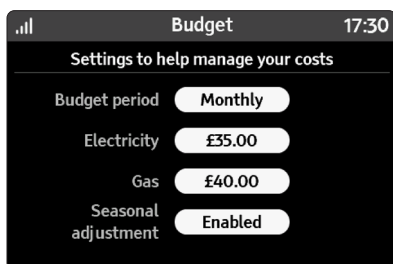 Budget 17:30
Settings to help manage your costs
Budget period Monthly
Electricity £35.00
Gas £40.00
Seasonal
adjustment Enabled